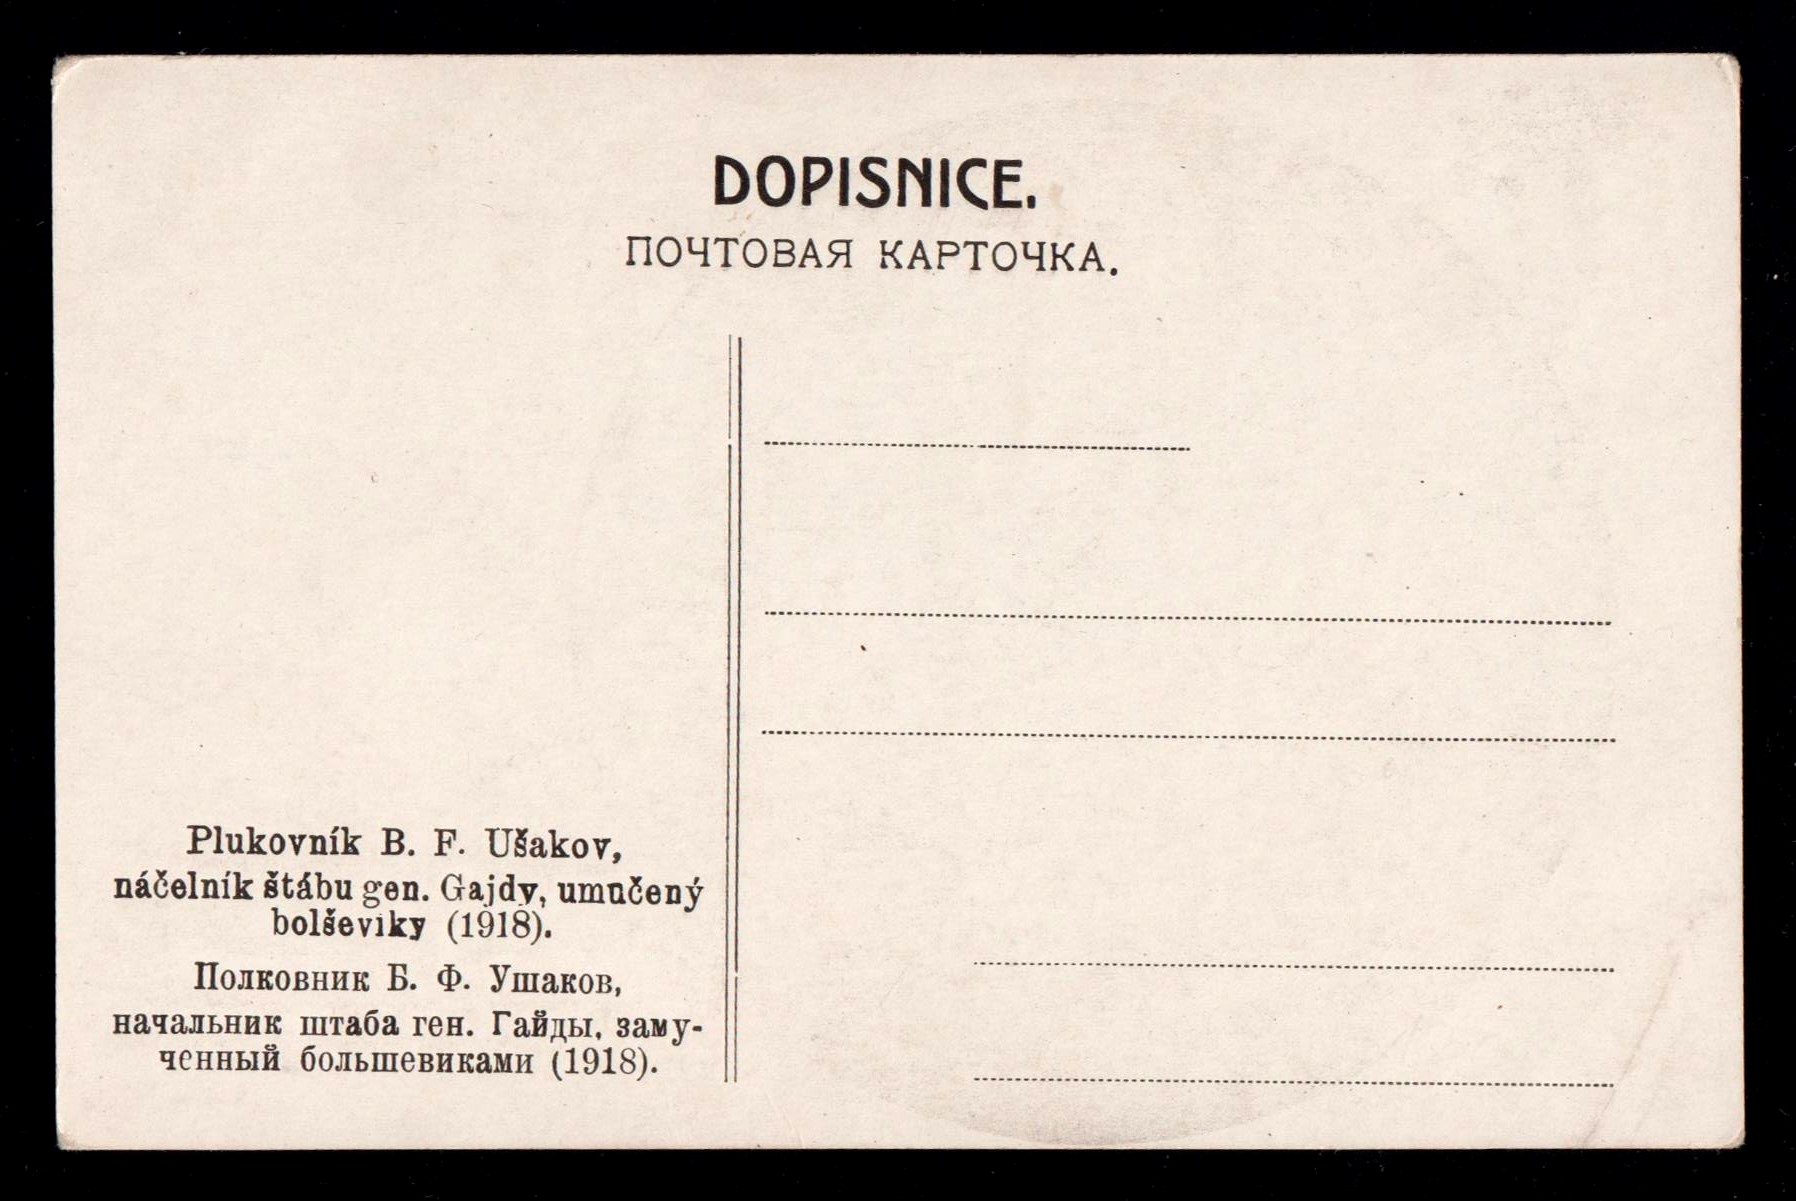 DOPISNICE.
ПОЧТОВАЯ КАРТОЧКА.
Plukovník B. F. Ušakov,
náčelník štábu gen. Gajdy, umučený
bolševiky (1918).
Полковник Б. Ф. Ушаков,
начальник штаба ген. Гайды, заму-
ченный большевиками (1918).